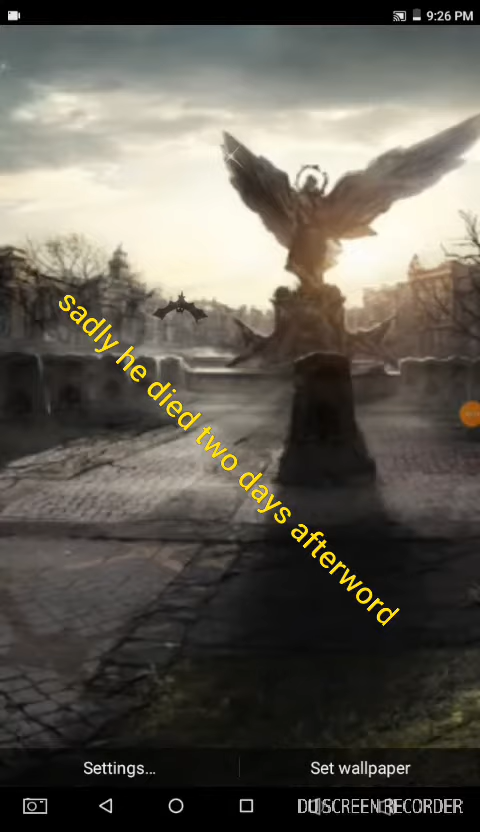 9:26 PM
sadly he died two days afterword
Settings...
Set wallpaper
DU SCREEN RECORDER